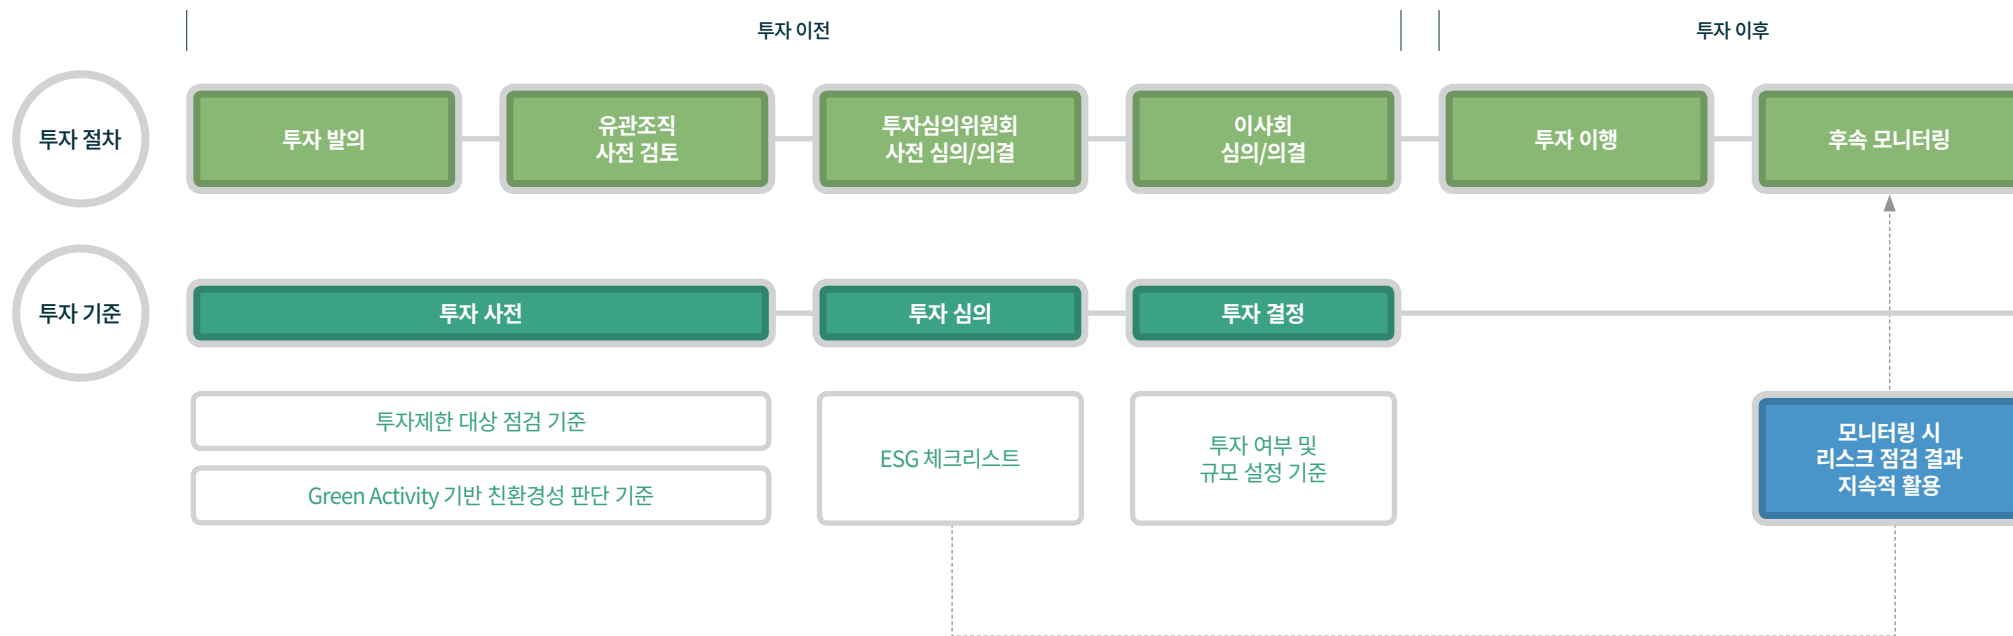 투자 이전
투자 이후
투자 절차
투자 발의
유관조직
사전 검토
투자심의위원회
사전 심의/의결
이사회
심의/의결
투자 이행
후속 모니터링
투자 기준
투자 사전
투자 심의
투자 결정
투자제한 대상 점검 기준
Green Activity 기반 친환경성 판단 기준
ESG 체크리스트
투자 여부 및
규모 설정 기준
모니터링 시
리스크 점검 결과
지속적 활용